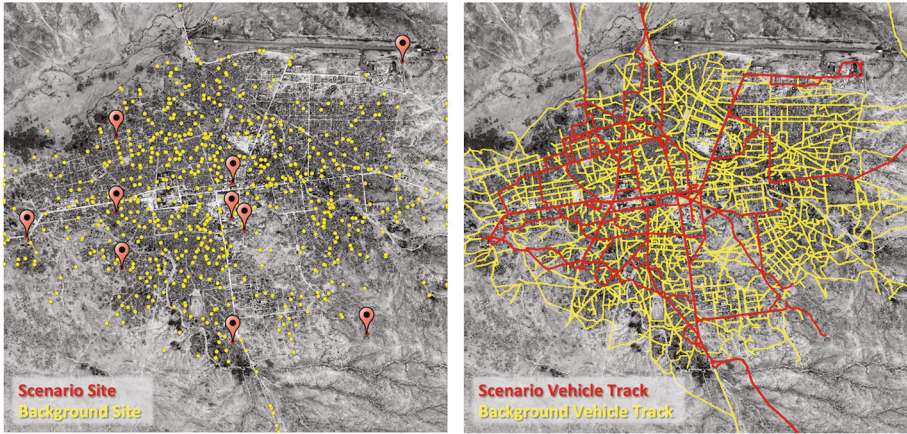 Scenario Site
Background Site
Scenario Vehicle Track
Background Vehicle Track